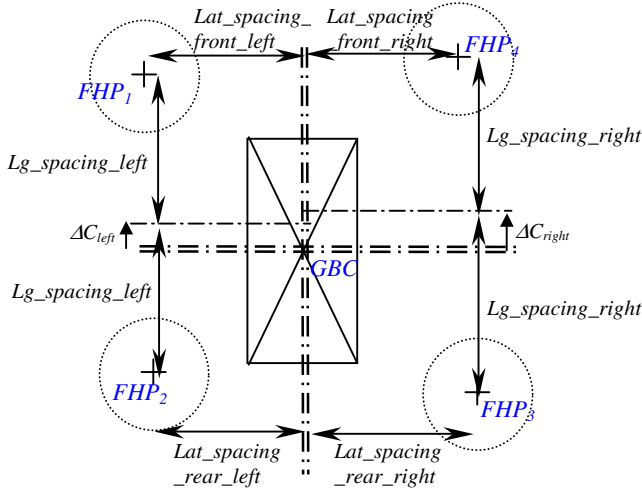 Lat_spacing_
front_left
Lat_spacing
front_right
FHP1
FHP4
Lg_spacing_left
Lg_spacing_right
ΔCleft
ΔCright
GBC
Lg_spacing_left
Lg_spacing_right
FHP2
FHP3
Lat_spacing
_rear_left
Lat_spacing
_rear_right